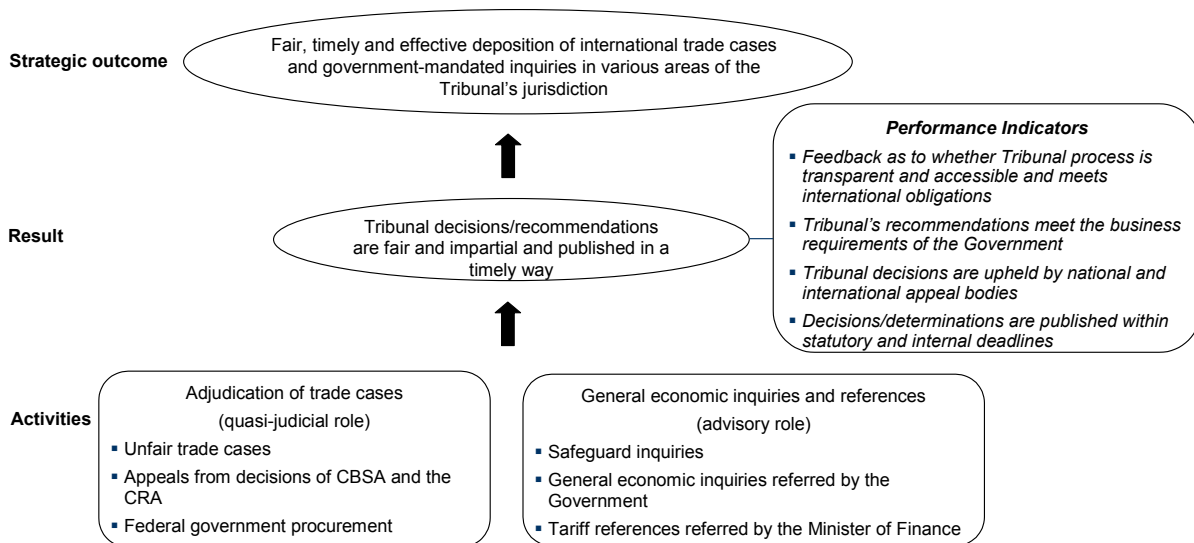 Strategic outcome
Fair, timely and effective deposition of international trade cases
and government-mandated inquiries in various areas of the
Tribunal's jurisdiction
Performance Indicators
▪ Feedback as to whether Tribunal process is
transparent and accessible and meets
international obligations
▪ Tribunal's recommendations meet the business
requirements of the Government
▪ Tribunal decisions are upheld by national and
international appeal bodies
▪ Decisions/determinations are published within
statutory and internal deadlines
Result
Tribunal decisions/recommendations
are fair and impartial and published in a
timely way
Activities
Adjudication of trade cases
(quasi-judicial role)
▪ Unfair trade cases
▪ Appeals from decisions of CBSA and the
CRA
▪ Federal government procurement
General economic inquiries and references
(advisory role)
▪ Safeguard inquiries
▪ General economic inquiries referred by the
Government
▪ Tariff references referred by the Minister of Finance